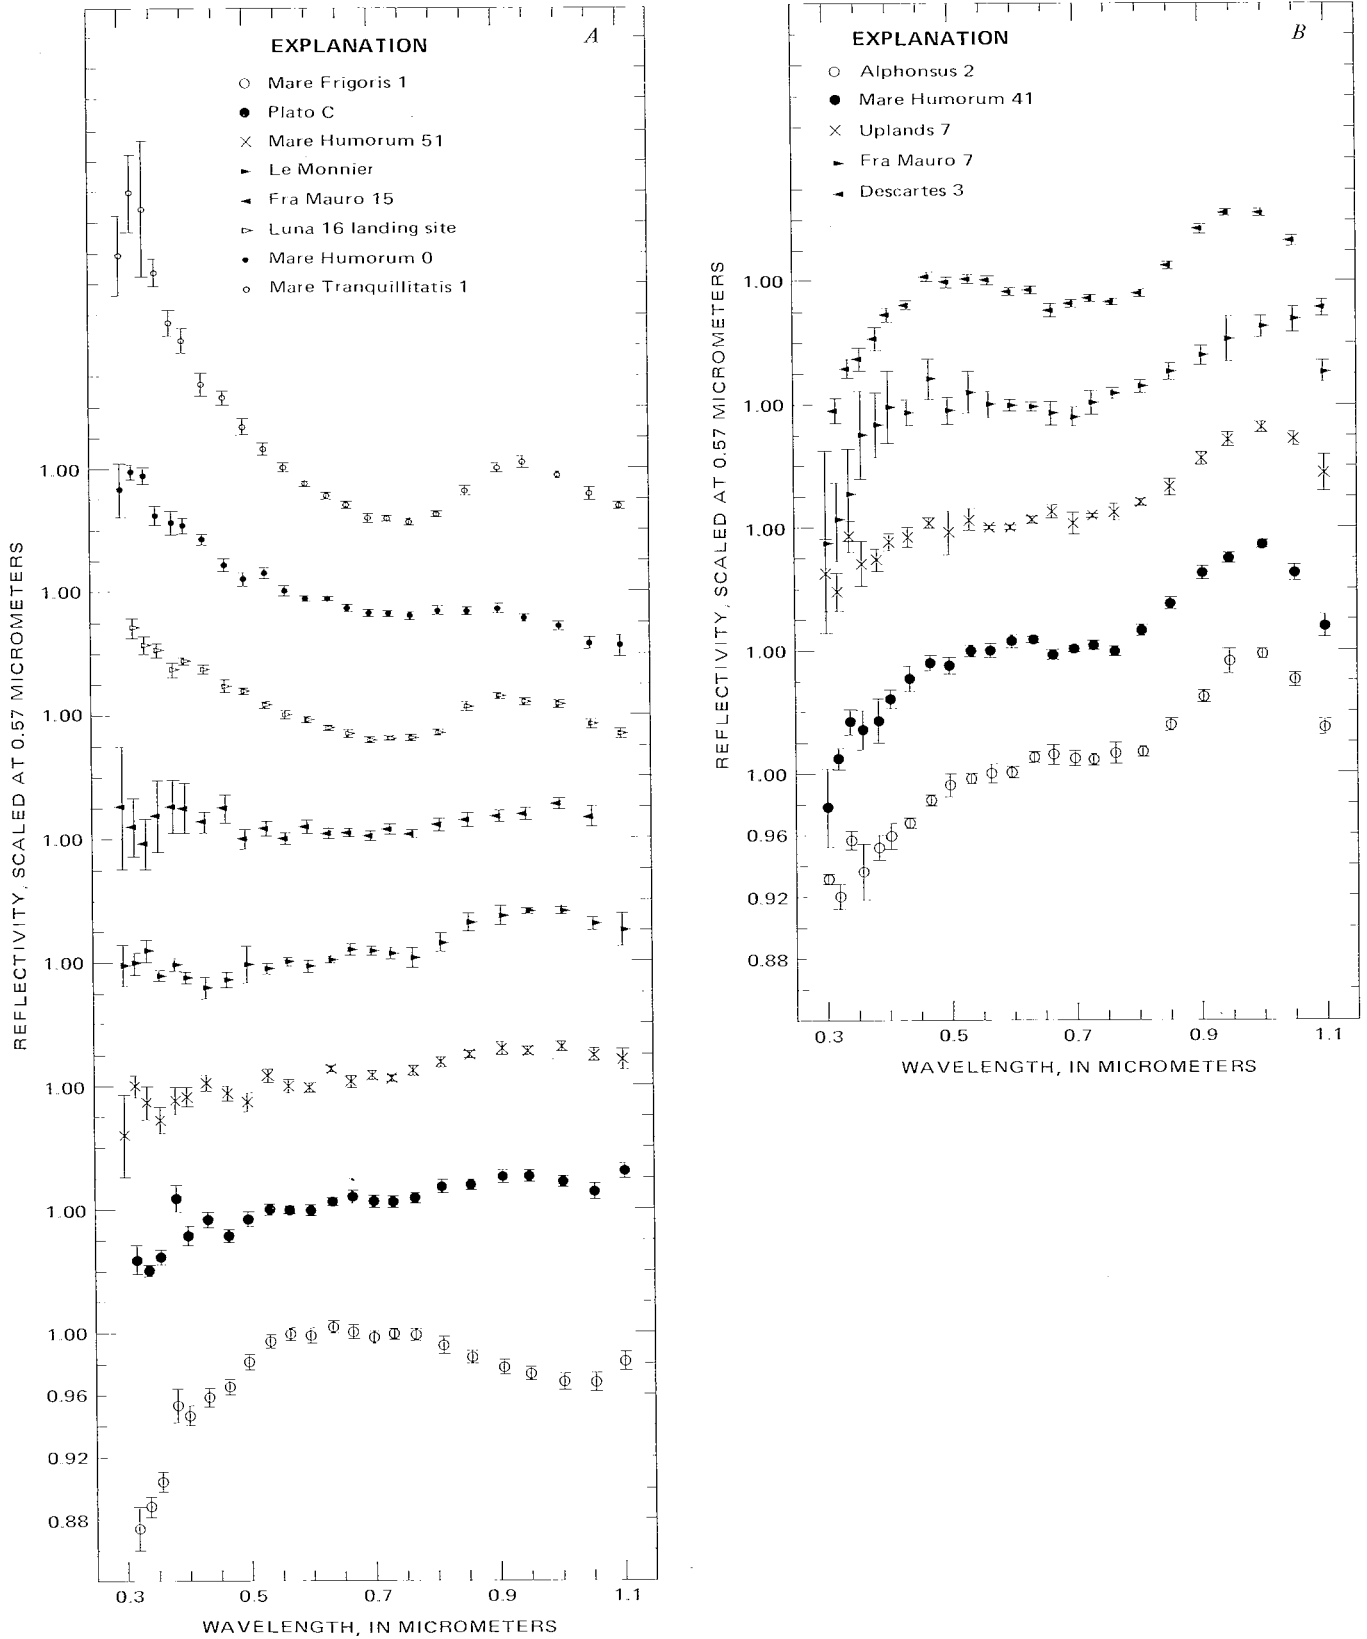 EXPLANATION
A
Mare Frigoris 1
Plato C
Mare Humorum 51
Le Monnier
Fra Mauro 15
Luna 16 landing site
Mare Humorum 0
Mare Tranquillitatis 1
REFLECTIVITY, SCALED AT 0.57 MICROMETERS
1.00
1.00
1.00
1.00
1.00
1.00
1.00
1.00
0.96
0.92
0.88
0.3
0.5
0.7
0.9
1.1
WAVELENGTH, IN MICROMETERS
EXPLANATION
B
Alphonsus 2
Mare Humorum 41
Uplands 7
Fra Mauro 7
Descartes 3
REFLECTIVITY, SCALED AT 0.57 MICROMETERS
1.00
1.00
1.00
1.00
1.00
0.96
0.92
0.88
0.3
0.5
0.7
0.9
1.1
WAVELENGTH, IN MICROMETERS